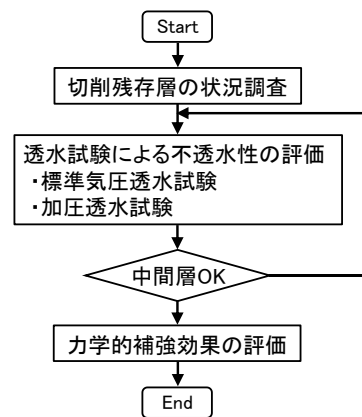 Start
切削残存層の状況調査
透水試験による不透水性の評価
・標準気圧透水試験
・加圧透水試験
中間層OK
力学的補強効果の評価
End